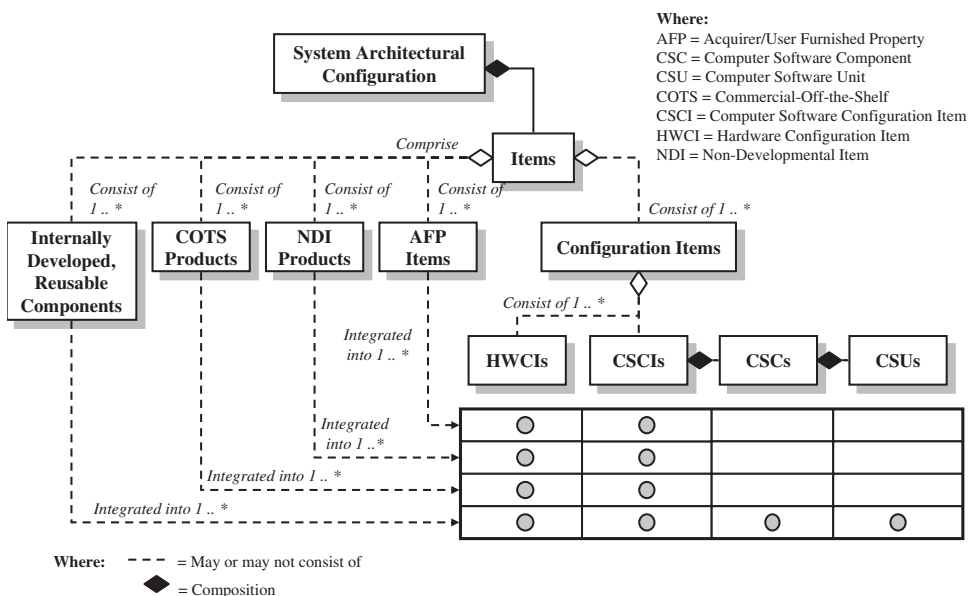 System Architectural
Configuration
Where:
AFP = Acquirer/User Furnished Property
CSC = Computer Software Component
CSU = Computer Software Unit
COTS = Commercial-Off-the-Shelf
CSCI = Computer Software Configuration Item
HWCI = Hardware Configuration Item
NDI = Non-Developmental Item
Comprise
Items
Consist of
1 .. *
Consist of
1 .. *
Consist of
1 .. *
Consist of
1 .. *
Consist of 1 .. *
Internally
Developed,
Reusable
Components
COTS
Products
NDI
Products
AFP
Items
Configuration Items
Consist of 1 .. *
Integrated
into 1 .. *
HWCIs
CSCIs
CSCs
CSUs
Integrated
into 1 ..*
Integrated into 1 .. *
Integrated into 1 .. *
Where:
= May or may not consist of
= Composition